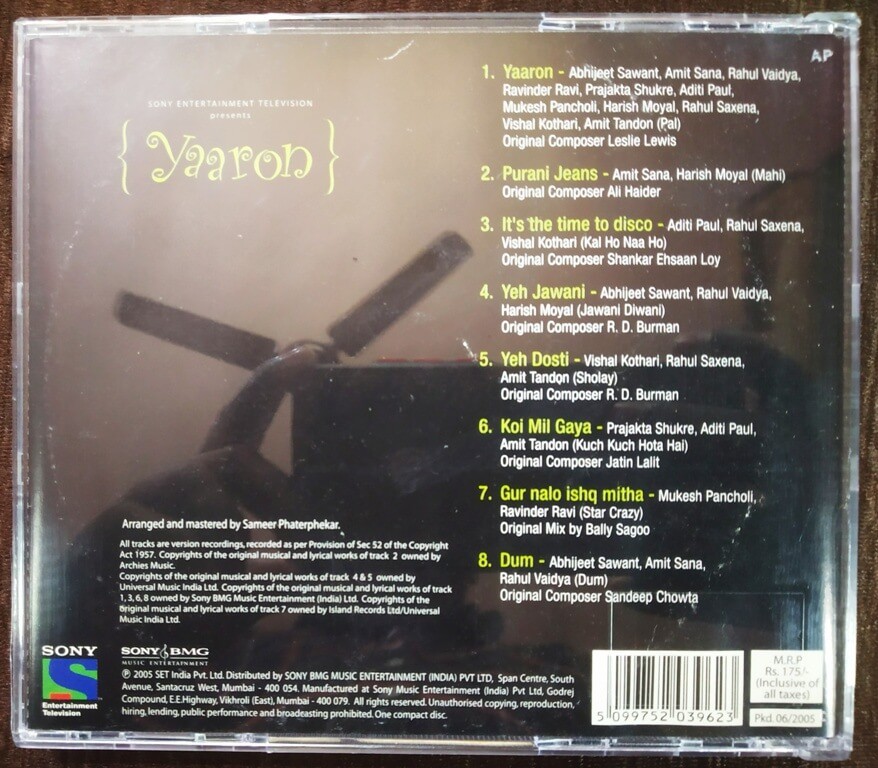 AP
SONY ENTERTAINMENT TELEVISION
presents
{ Yaaron }
1. Yaaron - Abhijeet Sawant, Amit Sana, Rahul Vaidya,
Ravinder Ravi, Prajakta Shukre, Aditi Paul,
Mukesh Pancholi, Harish Moyal, Rahul Saxena,
Vishal Kothari, Amit Tandon (Pal)
Original Composer Leslie Lewis
2. Purani Jeans - Amit Sana, Harish Moyal (Mahi)
Original Composer Ali Haider
3. It's the time to disco - Aditi Paul, Rahul Saxena,
Vishal Kothari (Kal Ho Naa Ho)
Original Composer Shankar Ehsaan Loy
4. Yeh Jawani - Abhijeet Sawant, Rahul Vaidya,
Harish Moyal (Jawani Diwani)
Original Composer R. D. Burman
5. Yeh Dosti - Vishal Kothari, Rahul Saxena,
Amit Tandon (Sholay)
Original Composer R. D. Burman
6. Koi Mil Gaya - Prajakta Shukre, Aditi Paul,
Amit Tandon (Kuch Kuch Hota Hai)
Original Composer Jatin Lalit
7. Gur nalo ishq mitha - Mukesh Pancholi,
Ravinder Ravi (Star Crazy)
Original Mix by Bally Sagoo
8. Dum - Abhijeet Sawant, Amit Sana,
Rahul Vaidya (Dum)
Original Composer Sandeep Chowta
Arranged and mastered by Sameer Phaterphekar.
All tracks are version recordings, recorded as per Provision of Sec 52 of the Copyright
Act 1957. Copyrights of the original musical and lyrical works of track 2 owned by
Archies Music.
Copyrights of the original musical and lyrical works of track 4 & 5 owned by
Universal Music India Ltd. Copyrights of the original musical and lyrical works of track
1, 3, 6, 8 owned by Sony BMG Music Entertainment (India) Ltd. Copyrights of the
original musical and lyrical works of track 7 owned by Island Records Ltd/Universal
Music India Ltd.
SONY
S
Entertainment
Television
SONY BMG
MUSIC ENTERTAINMENT
℗ 2005 SET India Pvt. Ltd. Distributed by SONY BMG MUSIC ENTERTAINMENT (INDIA) PVT LTD, Span Centre, South
Avenue, Santacruz West, Mumbai - 400 054. Manufactured at Sony Music Entertainment (India) Pvt Ltd, Godrej
Compound, E.E.Highway, Vikhroli (East), Mumbai - 400 079. All rights reserved. Unauthorised copying, reproduction,
hiring, lending, public performance and broadcasting prohibited. One compact disc.
5 099752 039623
M.R.P
Rs. 175/-
(Inclusive of
all taxes)
Pkd. 06/2005